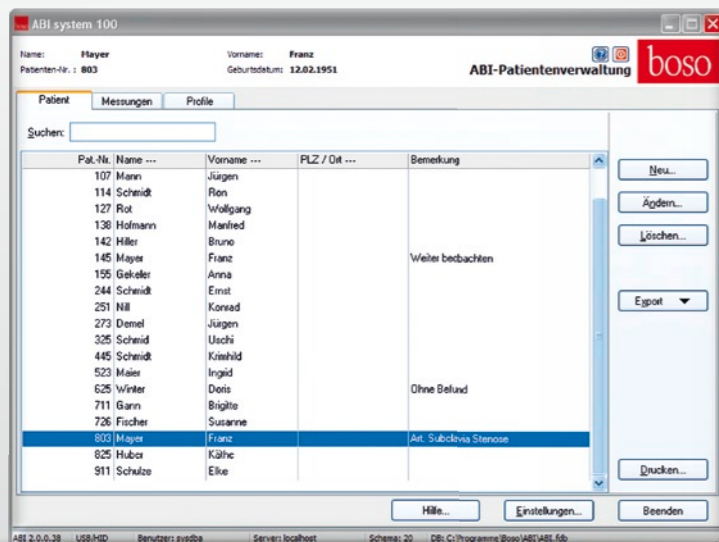 boso ABI system 100
Name: Mayer Vorname: Franz
Patienten-Nr. : 803 Geburtsdatum: 12.02.1951
ABI-Patientenverwaltung boso
Patient Messungen Profile
Suchen:
Pat.-Nr. Name --- Vorname --- PLZ / Ort --- Bemerkung
107 Mann Jürgen
114 Schmidt Ron
127 Rot Wolfgang
138 Hofmann Manfred
142 Hiller Bruno
145 Mayer Franz Weiter beobachten
155 Gekeler Anna
244 Schmidt Ernst
251 Nill Konrad
273 Demel Jürgen
325 Schmid Uschi
445 Schmidt Krimhild
523 Maier Ingrid
625 Winter Doris Ohne Befund
711 Gann Brigitte
726 Fischer Susanne
803 Mayer Franz Art. Subclavia Stenose
825 Huber Käthe
911 Schulze Elke
Neu...
Ändern...
Löschen...
Export
Drucken...
Hilfe... Einstellungen... Beenden
ABI 2.0.0.38 USB/HID Benutzer: sysdba Server: localhost Schema: 20 DB: C:\Programme\Boso\ABI\ABI.fdb